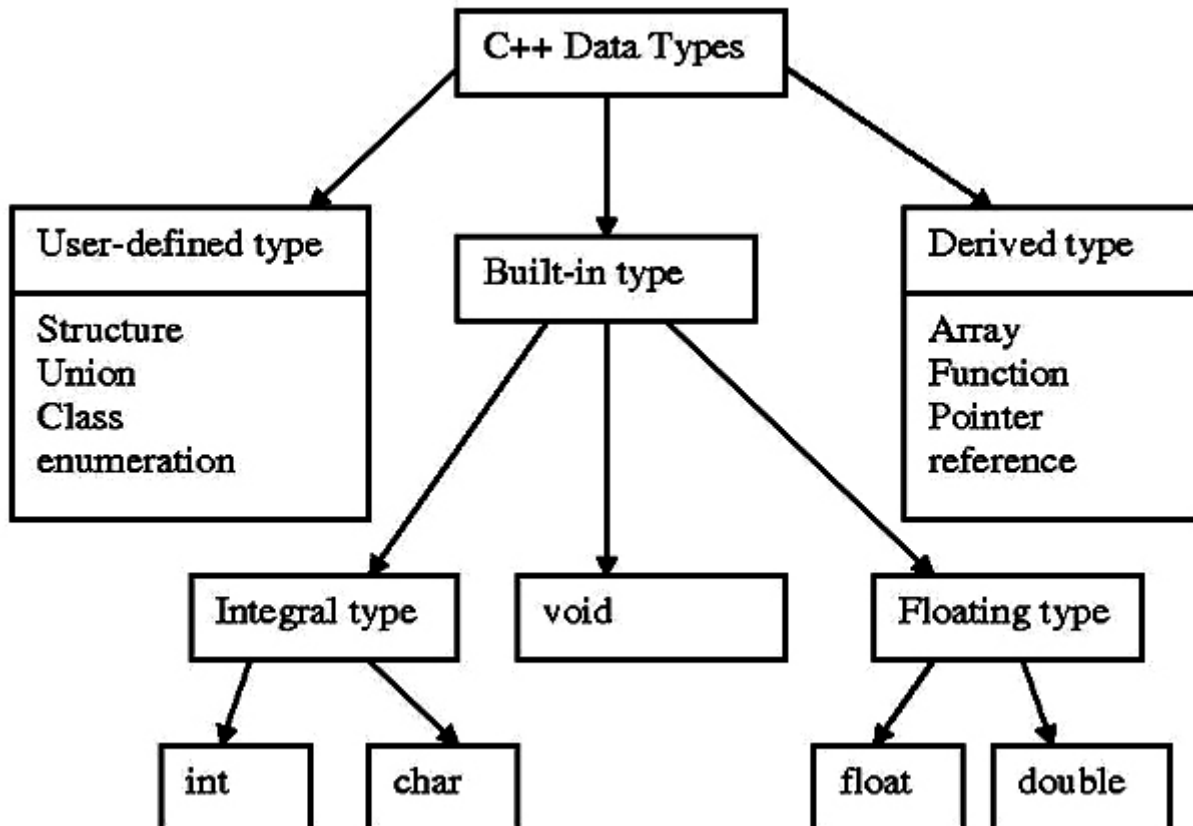 C++ Data Types
User-defined type
Structure
Union
Class
enumeration
Built-in type
Derived type
Array
Function
Pointer
reference
Integral type
void
Floating type
int
char
float
double